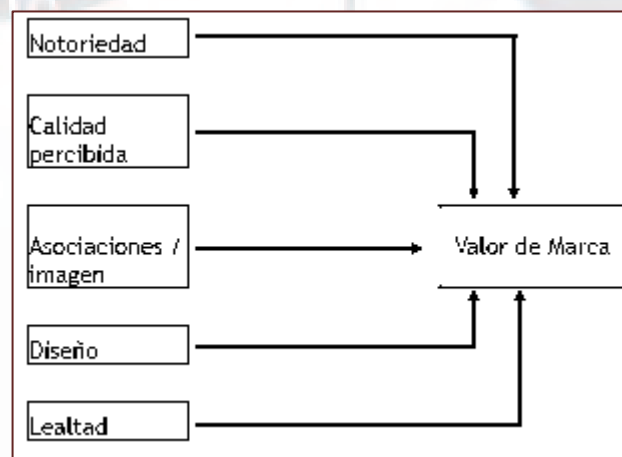 Notoriedad
Calidad
percibida
Asociaciones /
imagen
Valor de Marca
Diseño
Lealtad